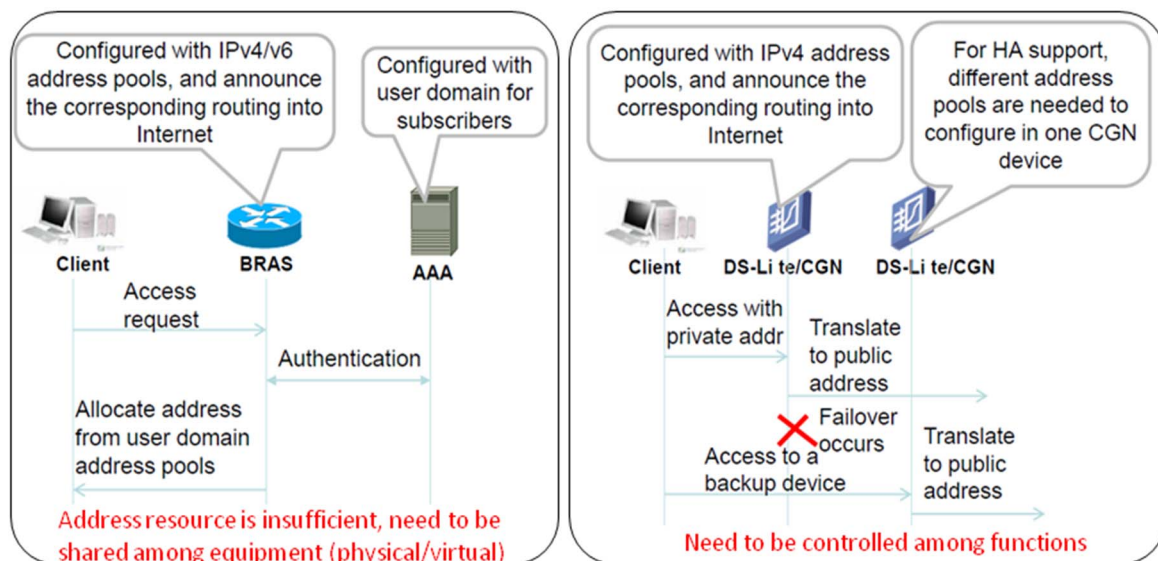 Configured with IPv4/v6
address pools, and announce
the corresponding routing into
Internet
Configured with
user domain for
subscribers
Client
BRAS
AAA
Access
request
Authentication
Allocate address
from user domain
address pools
Address resource is insufficient, need to be
shared among equipment (physical/virtual)
Configured with IPv4 address
pools, and announce the
corresponding routing into
Internet
For HA support,
different address
pools are needed to
configure in one CGN
device
Client
DS-Li te/CGN
DS-Li te/CGN
Access with
private addr
Translate
to public
address
Failover
occurs
Access to a
backup device
Translate
to public
address
Need to be controlled among functions